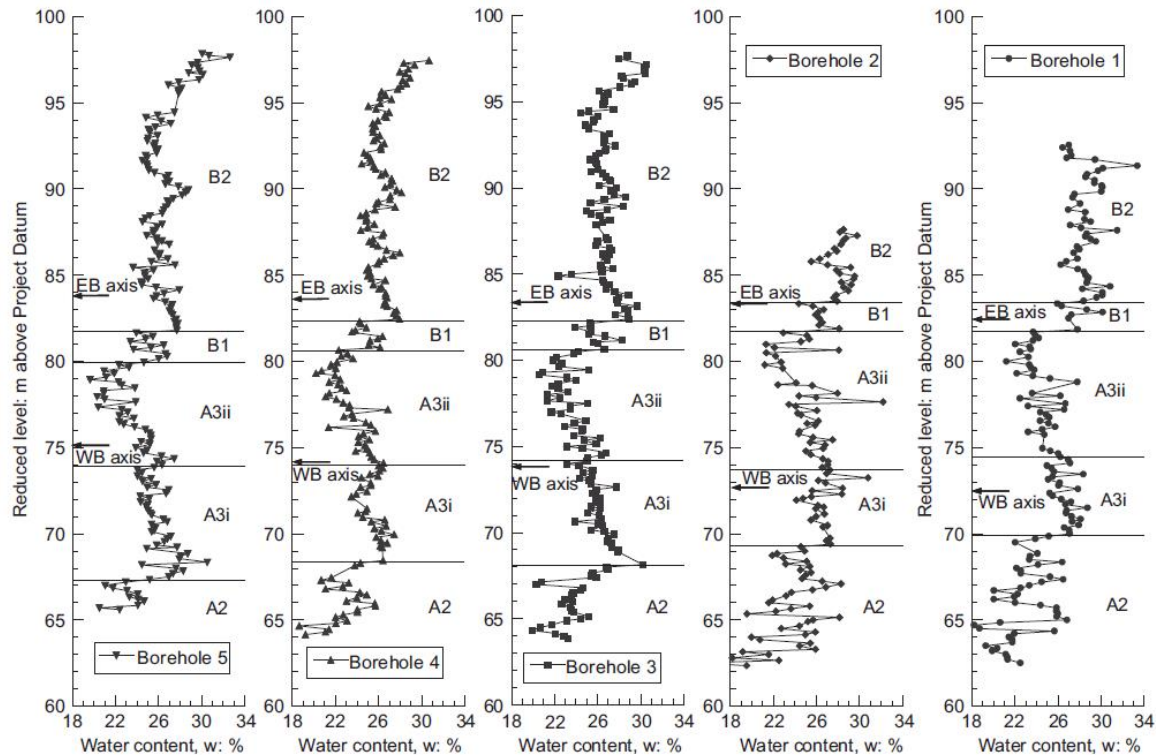 Reduced level: m above Project Datum
100
95
90
85
80
75
70
65
60
B2
EB axis
B1
A3ii
WB axis
A3i
A2
Borehole 5
18 22 26 30 34
Water content, w: %
100
95
90
85
80
75
70
65
60
B2
EB axis
B1
A3ii
WB axis
A3i
A2
Borehole 4
18 22 26 30 34
Water content, w: %
100
95
90
85
80
75
70
65
60
B2
EB axis
B1
A3ii
WB axis
A3i
A2
Borehole 3
18 22 26 30 34
Water content, w: %
100
95
90
85
80
75
70
65
60
Borehole 2
B2
EB axis
B1
A3ii
WB axis
A3i
A2
18 22 26 30 34
Water content, w: %
Reduced level: m above Project Datum
100
95
90
85
80
75
70
65
60
Borehole 1
B2
EB axis
B1
A3ii
WB axis
A3i
A2
18 22 26 30 34
Water content, w: %